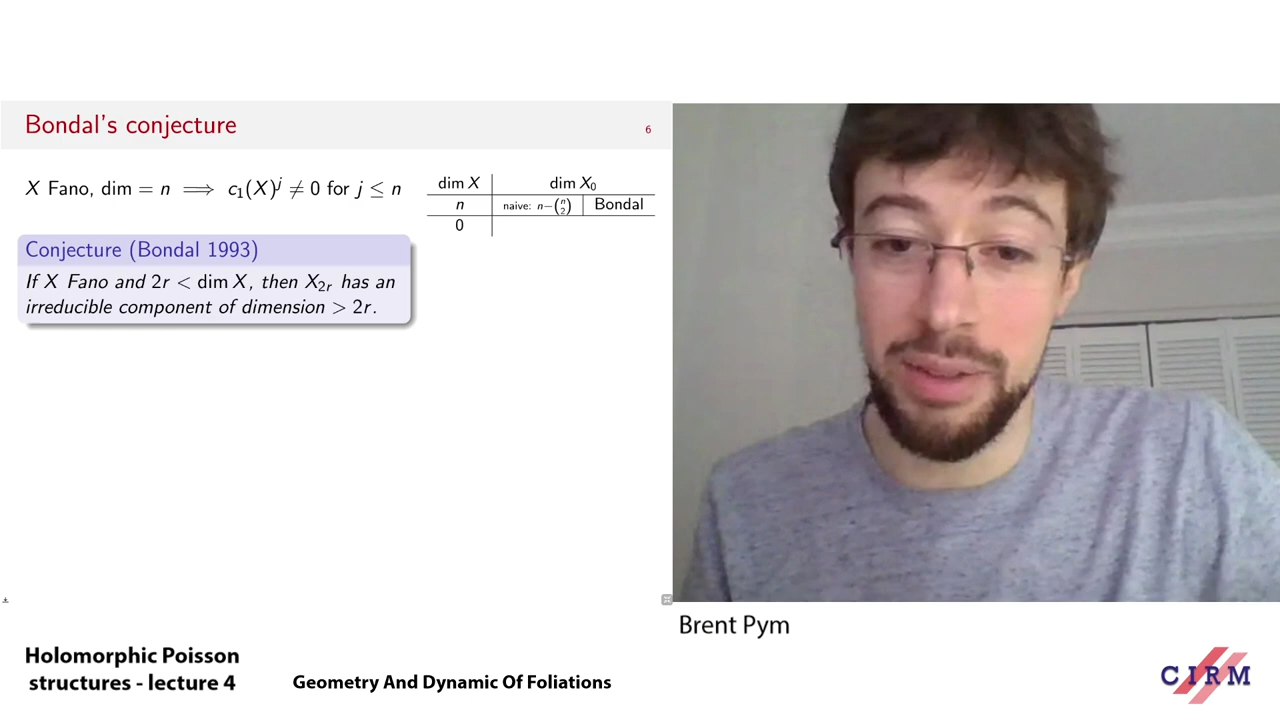 Bondal's conjecture
6
X Fano, dim = n ⟹ c₁(X)ʲ ≠ 0 for j ≤ n
dim X dim X₀
n naive: n−(n 2) Bondal
0
Conjecture (Bondal 1993)
If X Fano and 2r < dim X, then X₂ᵣ has an
irreducible component of dimension > 2r.
Brent Pym
Holomorphic Poisson
structures - lecture 4
Geometry And Dynamic Of Foliations
CIRM